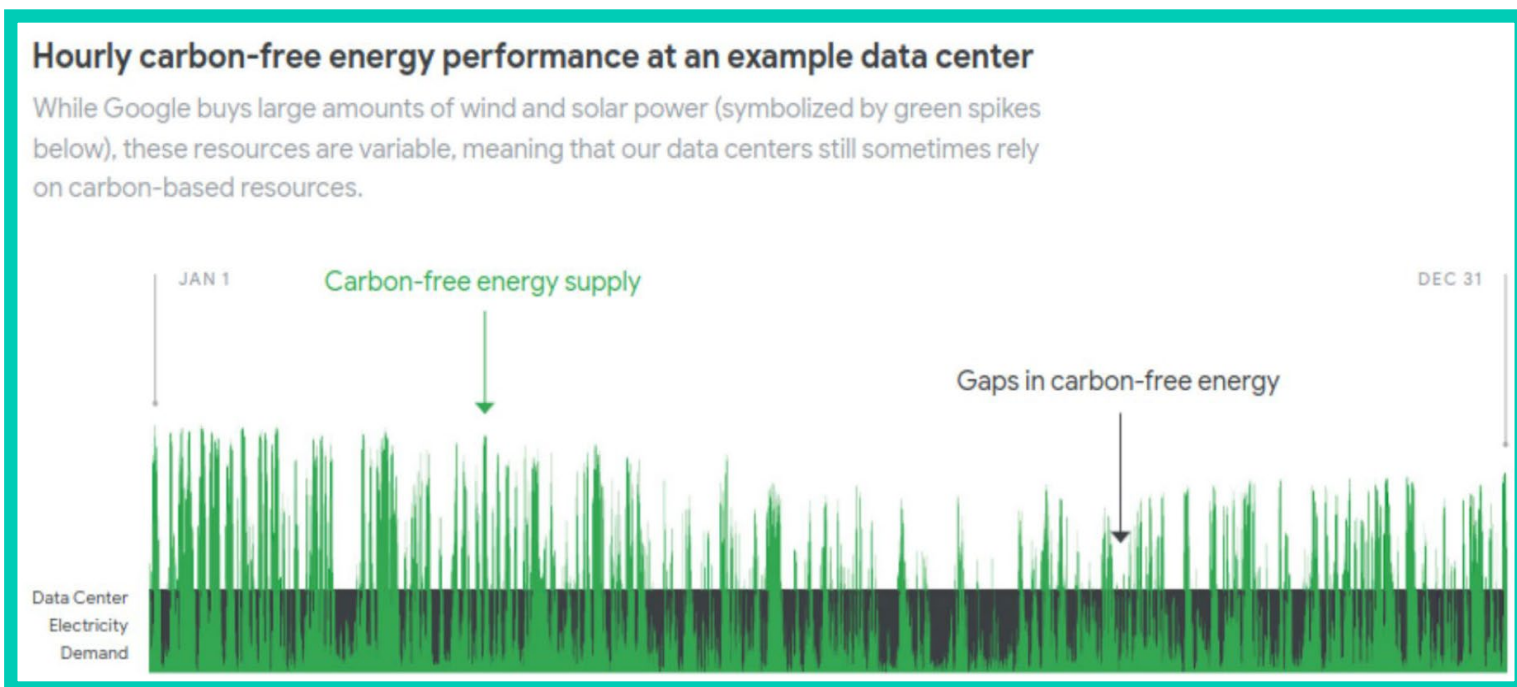 Hourly carbon-free energy performance at an example data center
While Google buys large amounts of wind and solar power (symbolized by green spikes
below), these resources are variable, meaning that our data centers still sometimes rely
on carbon-based resources.
JAN 1
Carbon-free energy supply
DEC 31
Gaps in carbon-free energy
Data Center
Electricity
Demand